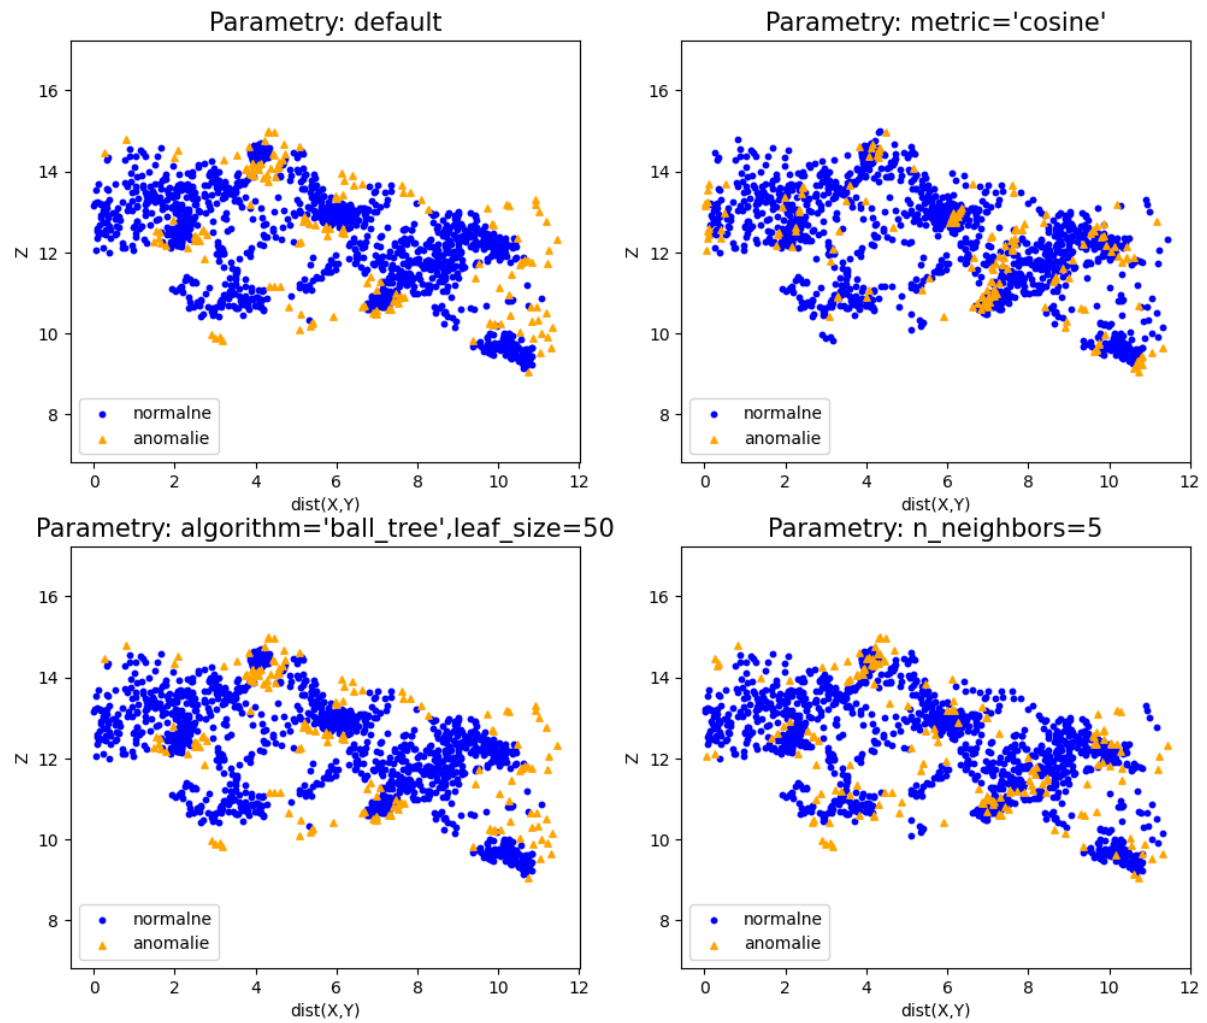 Parametry: default
16
14
12
10
8
Z
normalne
anomalie
0 2 4 6 8 10 12
dist(X,Y)
Parametry: metric='cosine'
16
14
12
10
8
Z
normalne
anomalie
0 2 4 6 8 10 12
dist(X,Y)
Parametry: algorithm='ball_tree',leaf_size=50
16
14
12
10
8
Z
normalne
anomalie
0 2 4 6 8 10 12
dist(X,Y)
Parametry: n_neighbors=5
16
14
12
10
8
Z
normalne
anomalie
0 2 4 6 8 10 12
dist(X,Y)